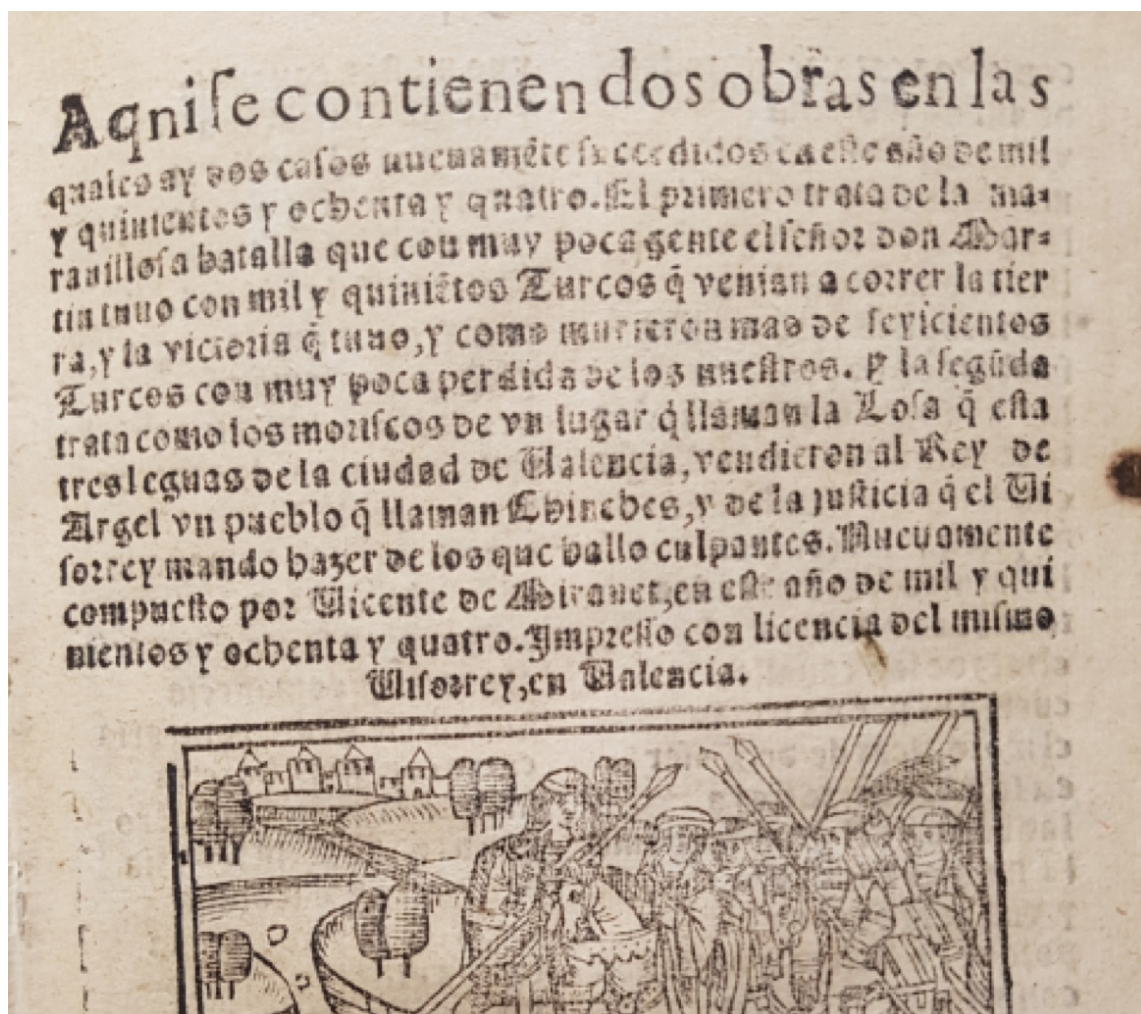 Aqui ſe contienen dos obras en las
quales ay dos caſos nueuamẽte ſuccedidos en eſte año de mil
y quinientos y ochenta y quatro. El primero trata de la ma-
rauilloſa batalla que con muy poca gente el ſeñor don Mar-
tin tuuo con mil y quiniẽtos Turcos q̃ venian a correr la tier
ra, y la victoria q̃ tuuo, y como murieron mas de ſeyicientos
Turcos con muy poca perdida de los nueſtros. Y la ſegũda
trata como los moriſcos de vn lugar q̃ llaman la Loſa q̃ eſta
tres leguas de la ciudad de Valencia, vendieron al Rey de
Argel vn pueblo q̃ llaman Chinches, y de la juſticia q̃ el Vi
ſorrey mando hazer de los que hallo culpantes. Nueuamente
compueſto por Vicente de Mirauet, en eſte año de mil y qui
nientos y ochenta y quatro. Impreſſo con licencia del miſmo
Viſorrey, en Valencia.